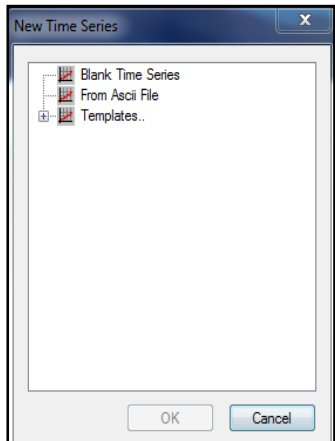 New Time Series
Blank Time Series
From Ascii File
Templates..
OK
Cancel